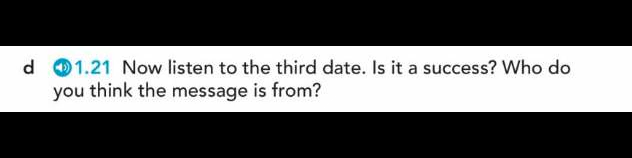 d 1.21 Now listen to the third date. Is it a success? Who do
you think the message is from?